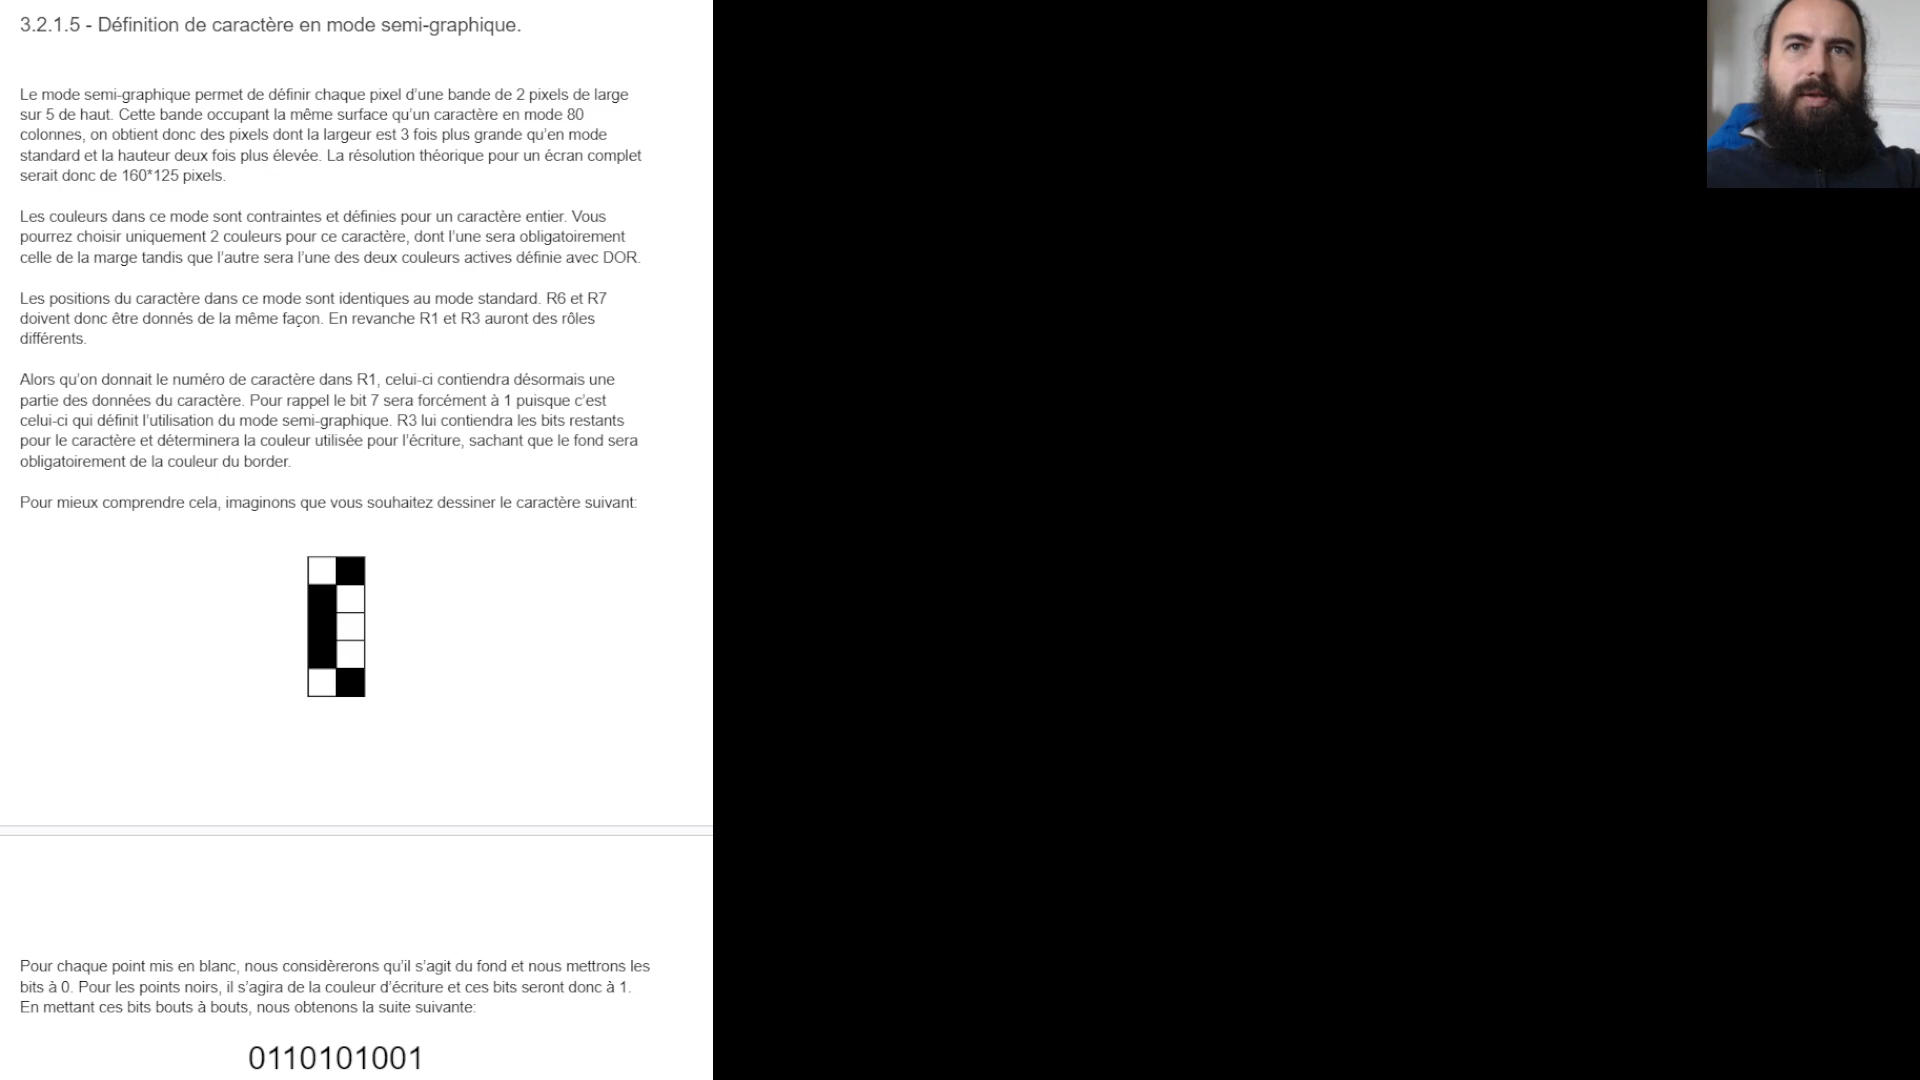 3.2.1.5 - Définition de caractère en mode semi-graphique.
Le mode semi-graphique permet de définir chaque pixel d’une bande de 2 pixels de large
sur 5 de haut. Cette bande occupant la même surface qu’un caractère en mode 80
colonnes, on obtient donc des pixels dont la largeur est 3 fois plus grande qu’en mode
standard et la hauteur deux fois plus élevée. La résolution théorique pour un écran complet
serait donc de 160*125 pixels.
Les couleurs dans ce mode sont contraintes et définies pour un caractère entier. Vous
pourrez choisir uniquement 2 couleurs pour ce caractère, dont l’une sera obligatoirement
celle de la marge tandis que l’autre sera l’une des deux couleurs actives définie avec DOR.
Les positions du caractère dans ce mode sont identiques au mode standard. R6 et R7
doivent donc être donnés de la même façon. En revanche R1 et R3 auront des rôles
différents.
Alors qu’on donnait le numéro de caractère dans R1, celui-ci contiendra désormais une
partie des données du caractère. Pour rappel le bit 7 sera forcément à 1 puisque c’est
celui-ci qui définit l’utilisation du mode semi-graphique. R3 lui contiendra les bits restants
pour le caractère et déterminera la couleur utilisée pour l’écriture, sachant que le fond sera
obligatoirement de la couleur du border.
Pour mieux comprendre cela, imaginons que vous souhaitez dessiner le caractère suivant:
Pour chaque point mis en blanc, nous considèrerons qu’il s’agit du fond et nous mettrons les
bits à 0. Pour les points noirs, il s’agira de la couleur d’écriture et ces bits seront donc à 1.
En mettant ces bits bouts à bouts, nous obtenons la suite suivante:
0110101001